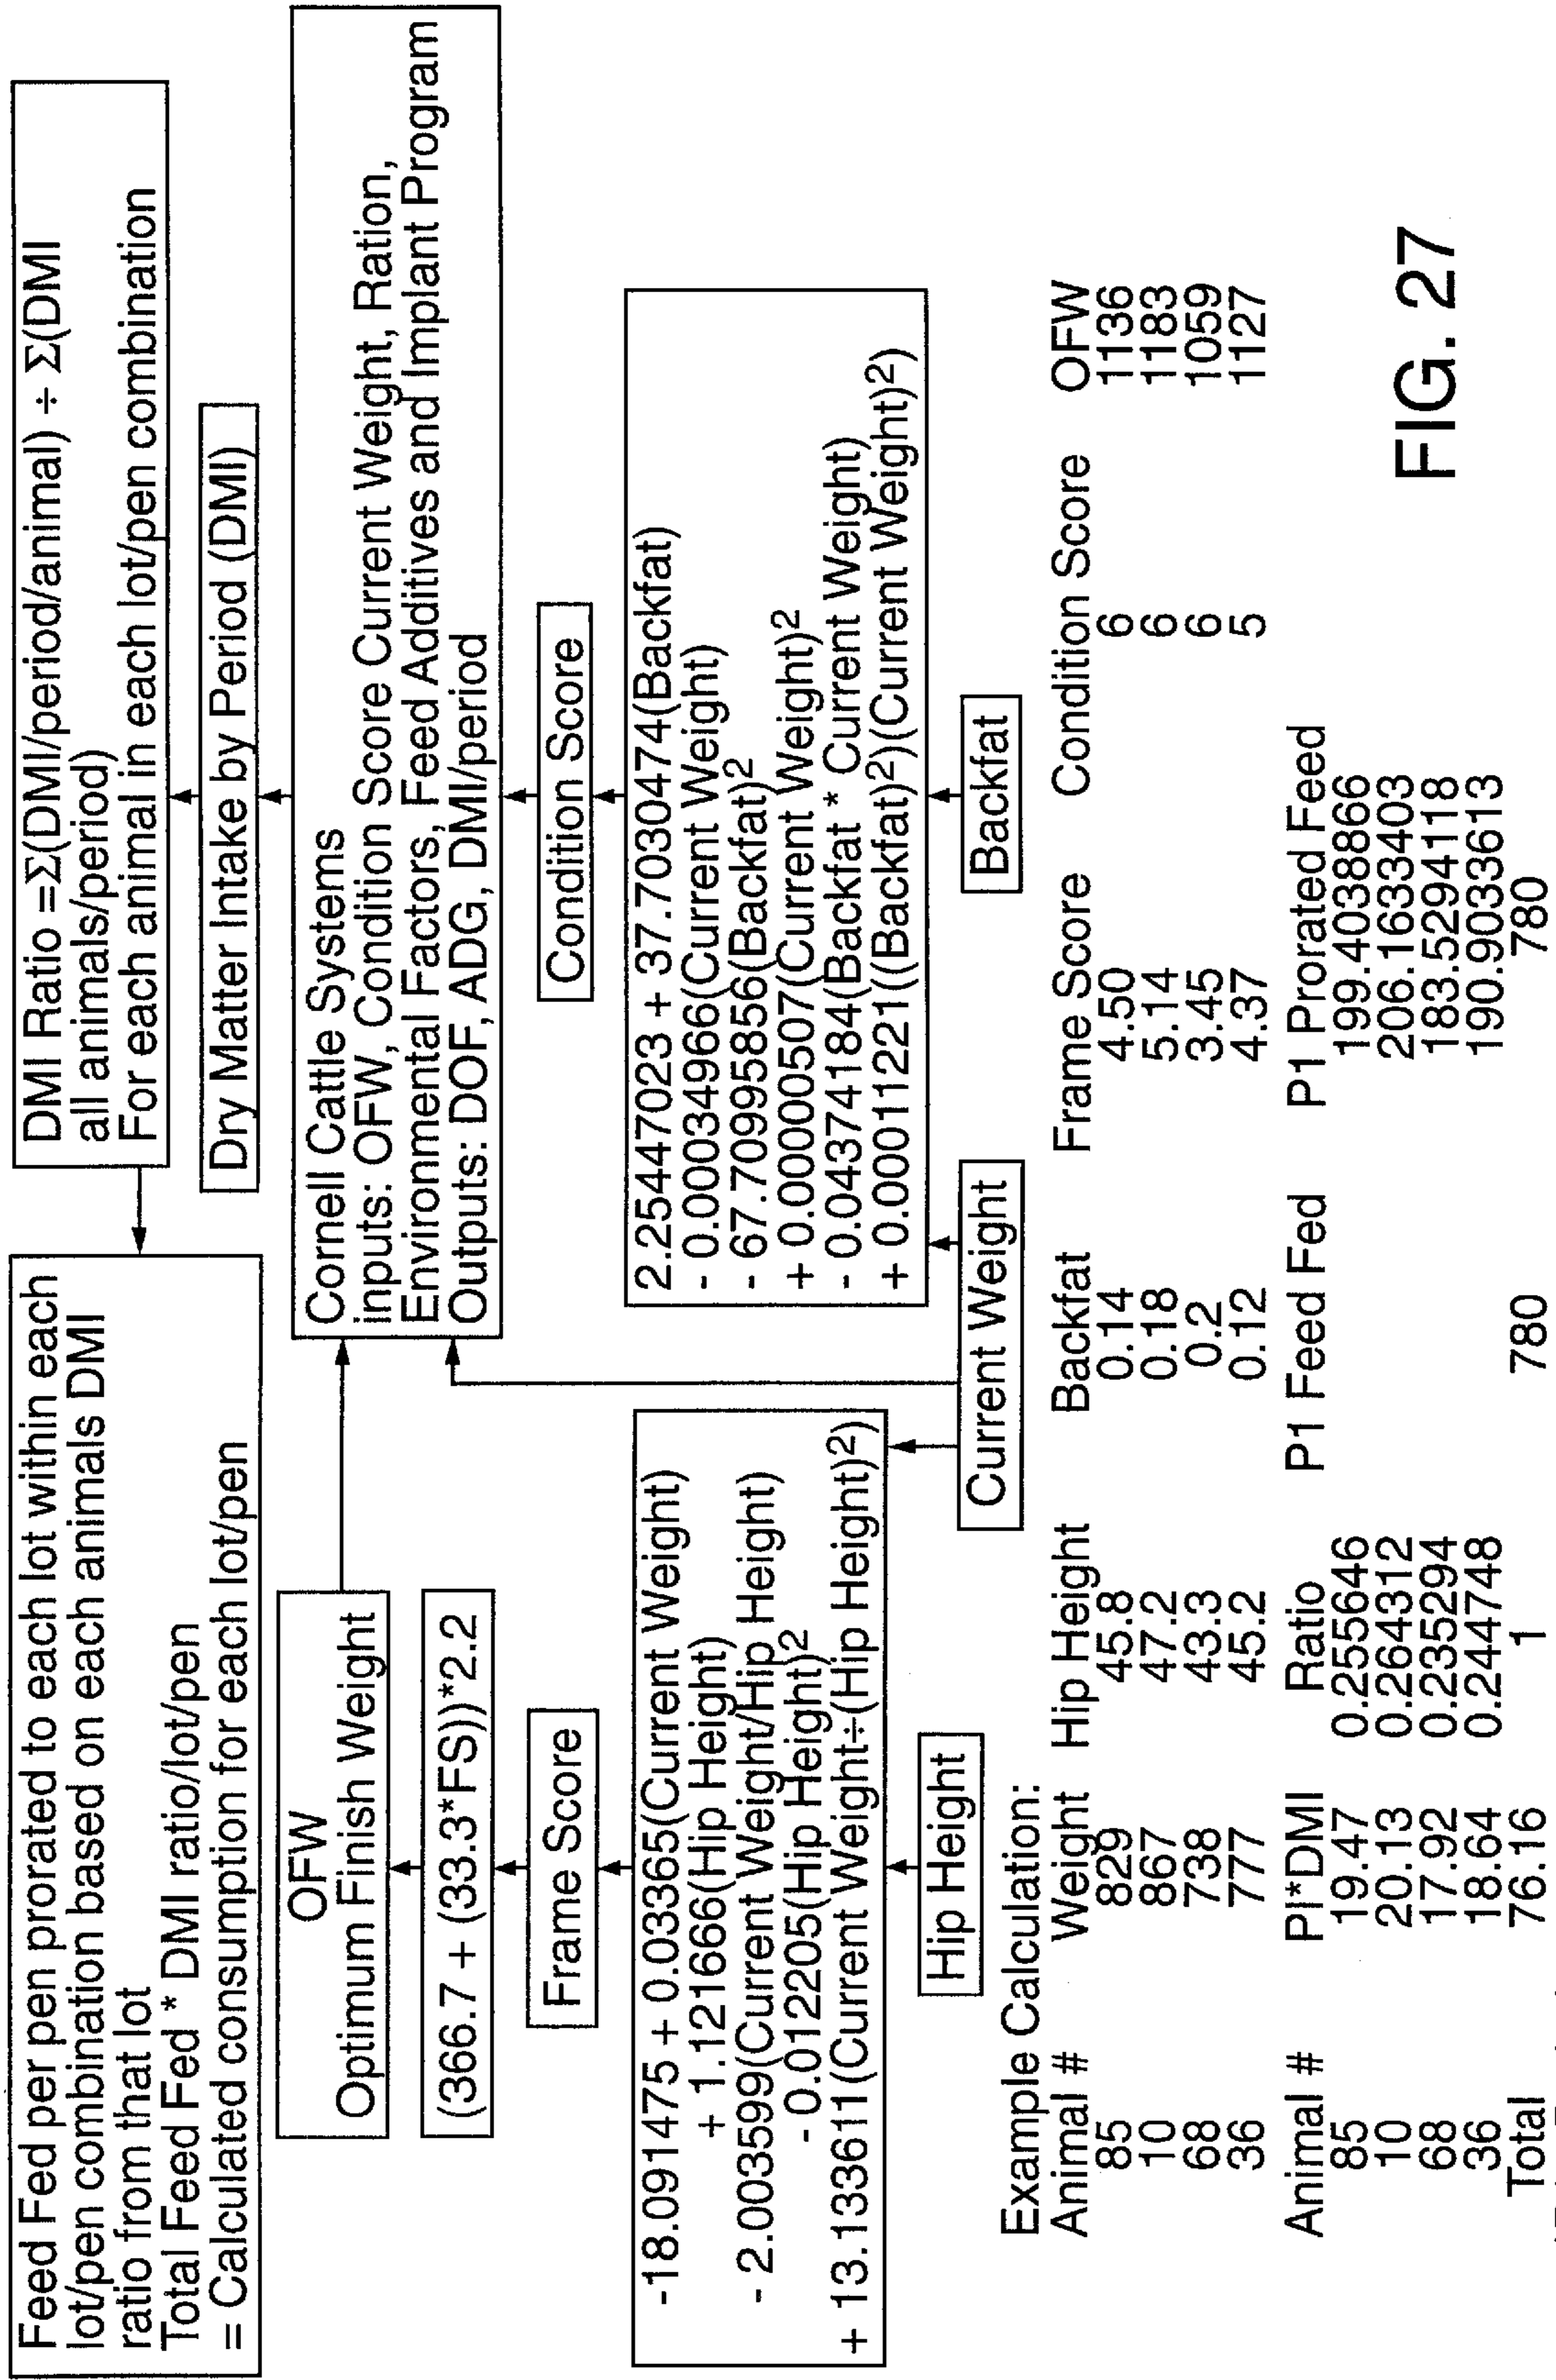 Feed Fed per pen prorated to each lot within each
lot/pen combination based on each animals DMI
ratio from that lot
Total Feed Fed * DMI ratio/lot/pen
= Calculated consumption for each lot/pen
DMI Ratio =Σ(DMI/period/animal) ÷ Σ(DMI
all animals/period)
For each animal in each lot/pen combination
Dry Matter Intake by Period (DMI)
OFW
Optimum Finish Weight
Cornell Cattle Systems
inputs: OFW, Condition Score Current Weight, Ration,
Environmental Factors, Feed Additives and Implant Program
Outputs: DOF, ADG, DMI/period
(366.7 + (33.3*FS))*2.2
Frame Score
Condition Score
-18.091475 + 0.03365(Current Weight)
+ 1.121666(Hip Height)
- 2.003599(Current Weight/Hip Height)
- 0.012205(Hip Height)2
+ 13.133611(Current Weight÷(Hip Height)2)
2.25447023 + 37.7030474(Backfat)
- 0.00034966(Current Weight)
- 67.7099585​6(Backfat)2
+ 0.00000507(Current Weight)2
- 0.04374184(Backfat * Current Weight)
+ 0.00011221((Backfat)2)(Current Weight)2)
Hip Height
Current Weight
Backfat
Example Calculation:
Animal # Weight Hip Height Backfat Frame Score Condition Score OFW
85 829 45.8 0.14 4.50 6 1136
10 867 47.2 0.18 5.14 6 1183
68 738 43.3 0.2 3.45 6 1059
36 777 45.2 0.12 4.37 5 1127
Animal # PI*DMI Ratio P1 Feed Fed P1 Prorated Feed
85 19.47 0.255646 199.4038866
10 20.13 0.264312 206.1633403
68 17.92 0.235294 183.5294118
36 18.64 0.244748 190.9033613
Total 76.16 1 780 780
FIG. 27